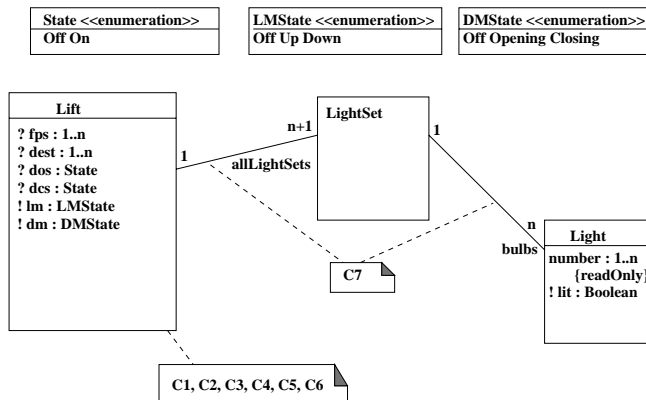 State <<enumeration>>
Off On
LMState <<enumeration>>
Off Up Down
DMState <<enumeration>>
Off Opening Closing
Lift
? fps : 1..n
? dest : 1..n
? dos : State
? dcs : State
! lm : LMState
! dm : DMState
1
n+1
allLightSets
LightSet
1
n
bulbs
Light
number : 1..n
{readOnly}
! lit : Boolean
C7
C1, C2, C3, C4, C5, C6